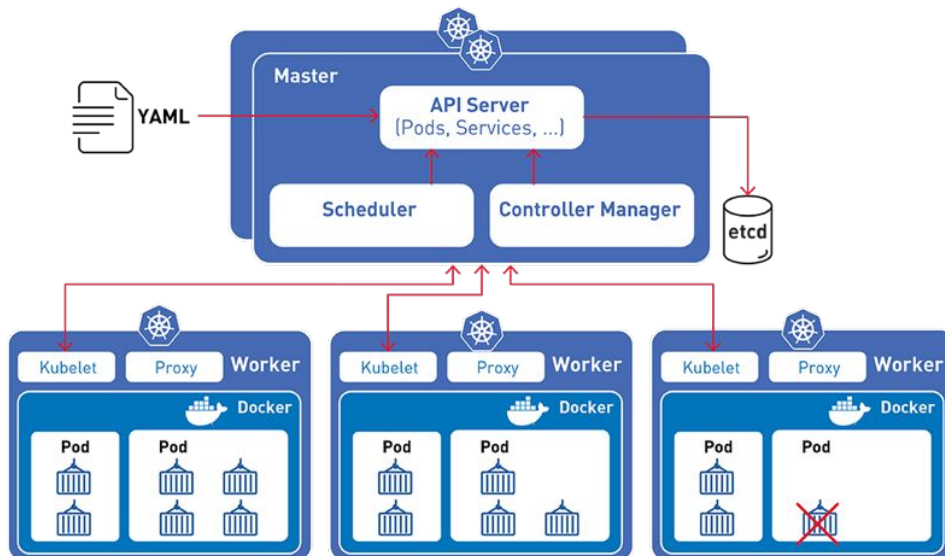 Master
YAML
API Server
(Pods, Services, ...)
Scheduler
Controller Manager
etcd
Kubelet
Proxy
Worker
Docker
Pod
Pod
Kubelet
Proxy
Worker
Docker
Pod
Pod
Kubelet
Proxy
Worker
Docker
Pod
Pod